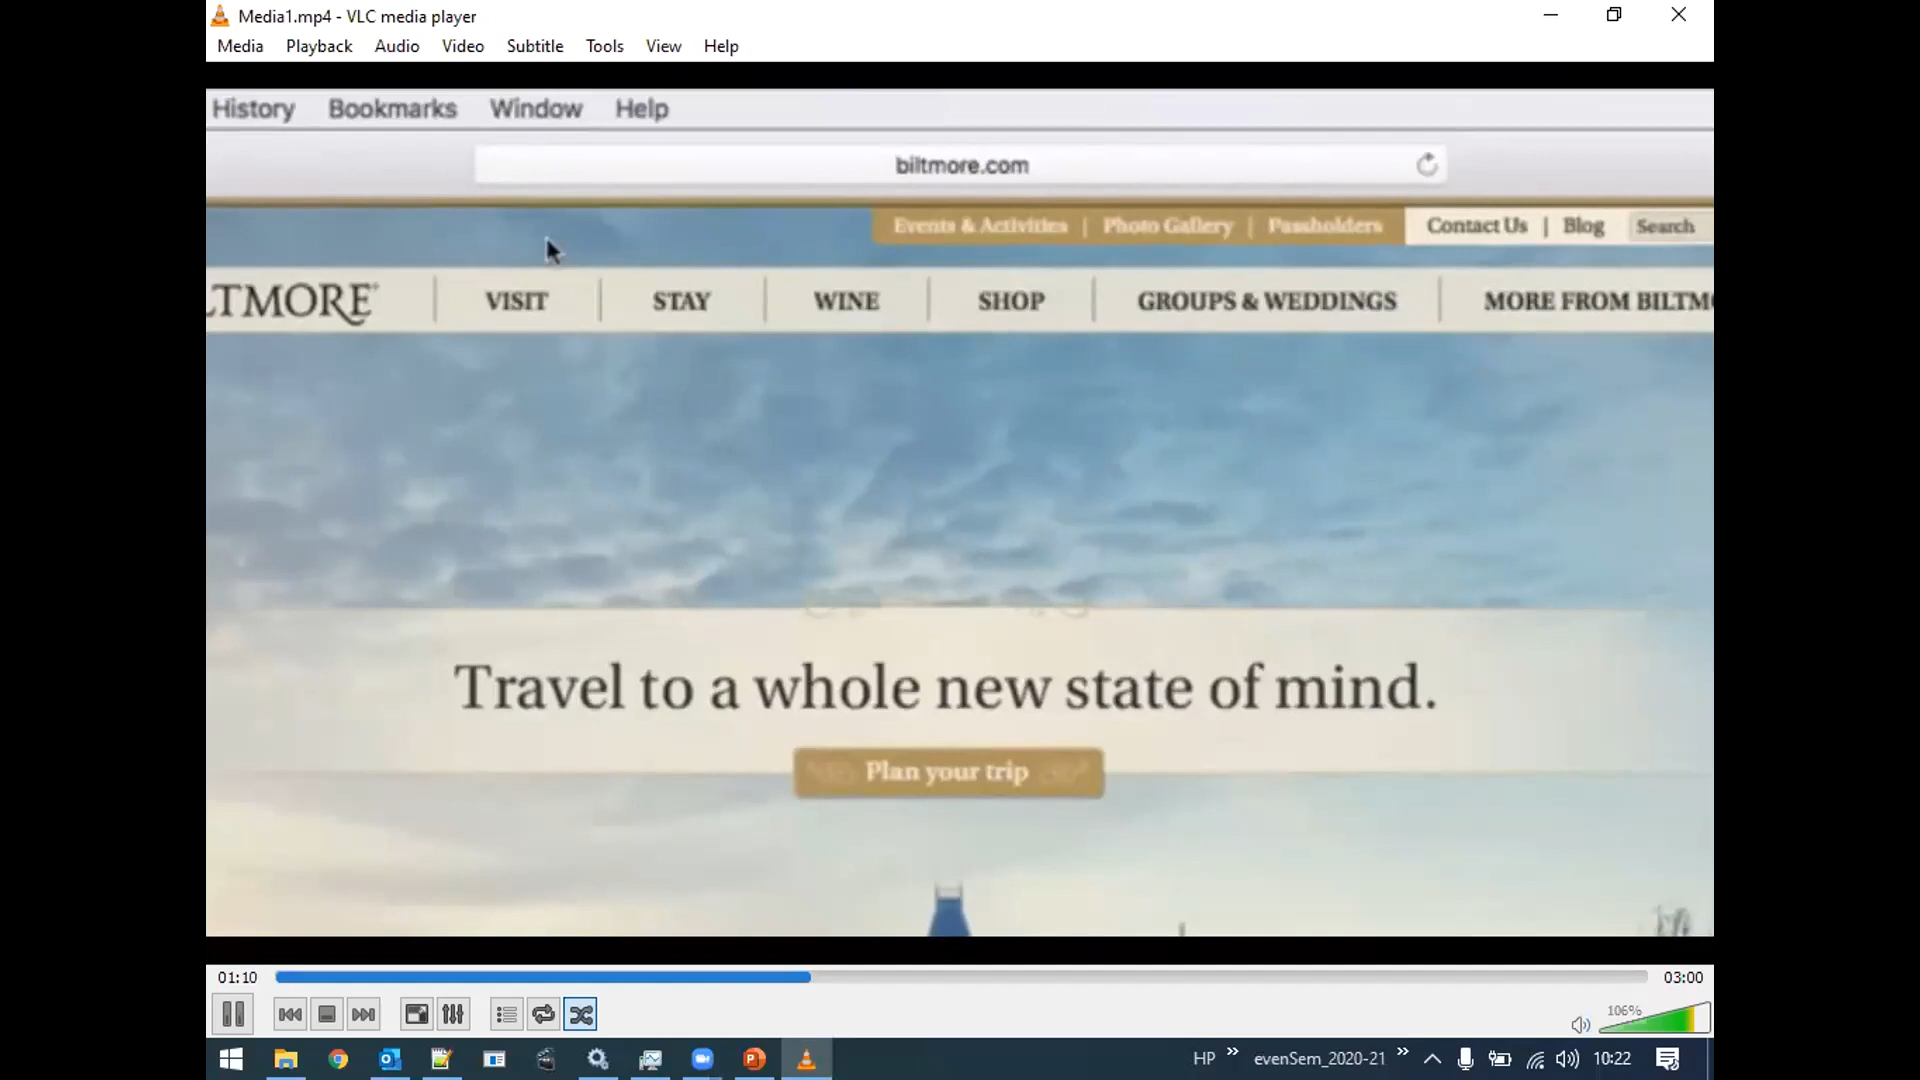 Media1.mp4 - VLC media player
Media Playback Audio Video Subtitle Tools View Help
History Bookmarks Window Help
biltmore.com
Events & Activities | Photo Gallery | Passholders Contact Us | Blog Search
LTMORE VISIT STAY WINE SHOP GROUPS & WEDDINGS MORE FROM BILTM
Travel to a whole new state of mind.
Plan your trip
01:10 03:00
106%
HP » evenSem_2020-21 » 10:22